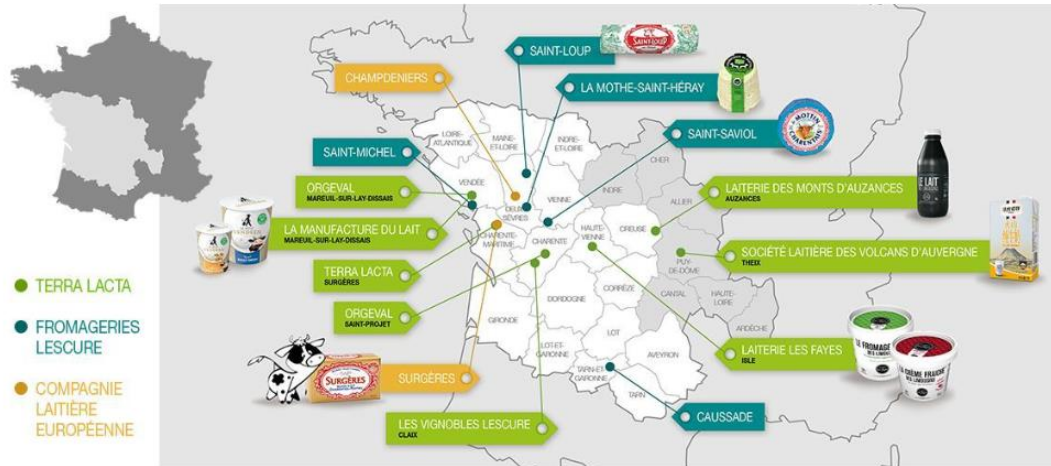 SAINT-LOUP
SAINT-LOUP
CHAMPDENIERS
LA MOTHE-SAINT-HÉRAY
MOTTIN
CHARENTAIS
SAINT-SAVIOL
SAINT-MICHEL
LOIRE-
ATLANTIQUE
MAINE-
ET-LOIRE
INDRE-
ET-LOIRE
CHER
INDRE
ALLIER
VENDÉE
DEUX-
SÈVRES
VIENNE
ORGEVAL
MAREUIL-SUR-LAY-DISSAIS
LAITERIE DES MONTS D'AUZANCES
AUZANCES
LE LAIT
LA MANUFACTURE DU LAIT
MAREUIL-SUR-LAY-DISSAIS
CHARENTE-
MARITIME
CHARENTE
HAUTE-
VIENNE
CREUSE
PUY-
DE-DÔME
SOCIÉTÉ LAITIÈRE DES VOLCANS D'AUVERGNE
THEIX
TERRA LACTA
SURGÈRES
TERRA LACTA
ORGEVAL
SAINT-PROJET
CORRÈZE
DORDOGNE
CANTAL
HAUTE-
LOIRE
ARDÈCHE
FROMAGERIES
LESCURE
GIRONDE
LOT
LOT-ET-
GARONNE
AVEYRON
TARN-ET-
GARONNE
TARN
LAITERIE LES FAYES
ISLE
LE FROMAGE
LA CRÈME FRAICHE
COMPAGNIE
LAITIÈRE
EUROPÉENNE
SURGÈRES
SURGÈRES
LES VIGNOBLES LESCURE
CLAIX
CAUSSADE